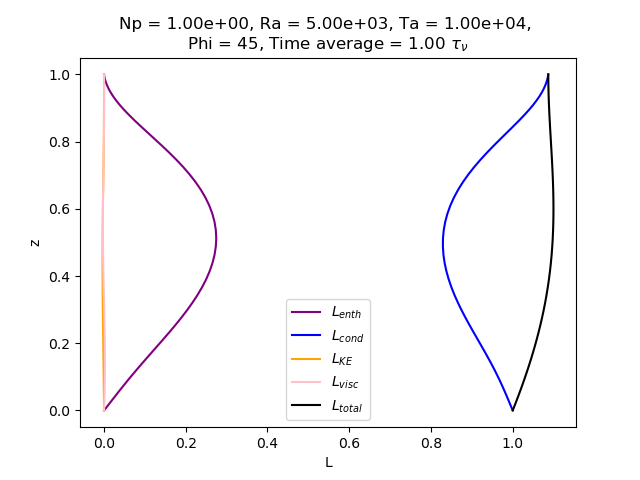 Np = 1.00e+00, Ra = 5.00e+03, Ta = 1.00e+04,
Phi = 45, Time average = 1.00 τ_ν
1.0
0.8
0.6
0.4
0.2
0.0
z
L_enth
L_cond
L_KE
L_visc
L_total
0.0 0.2 0.4 0.6 0.8 1.0
L